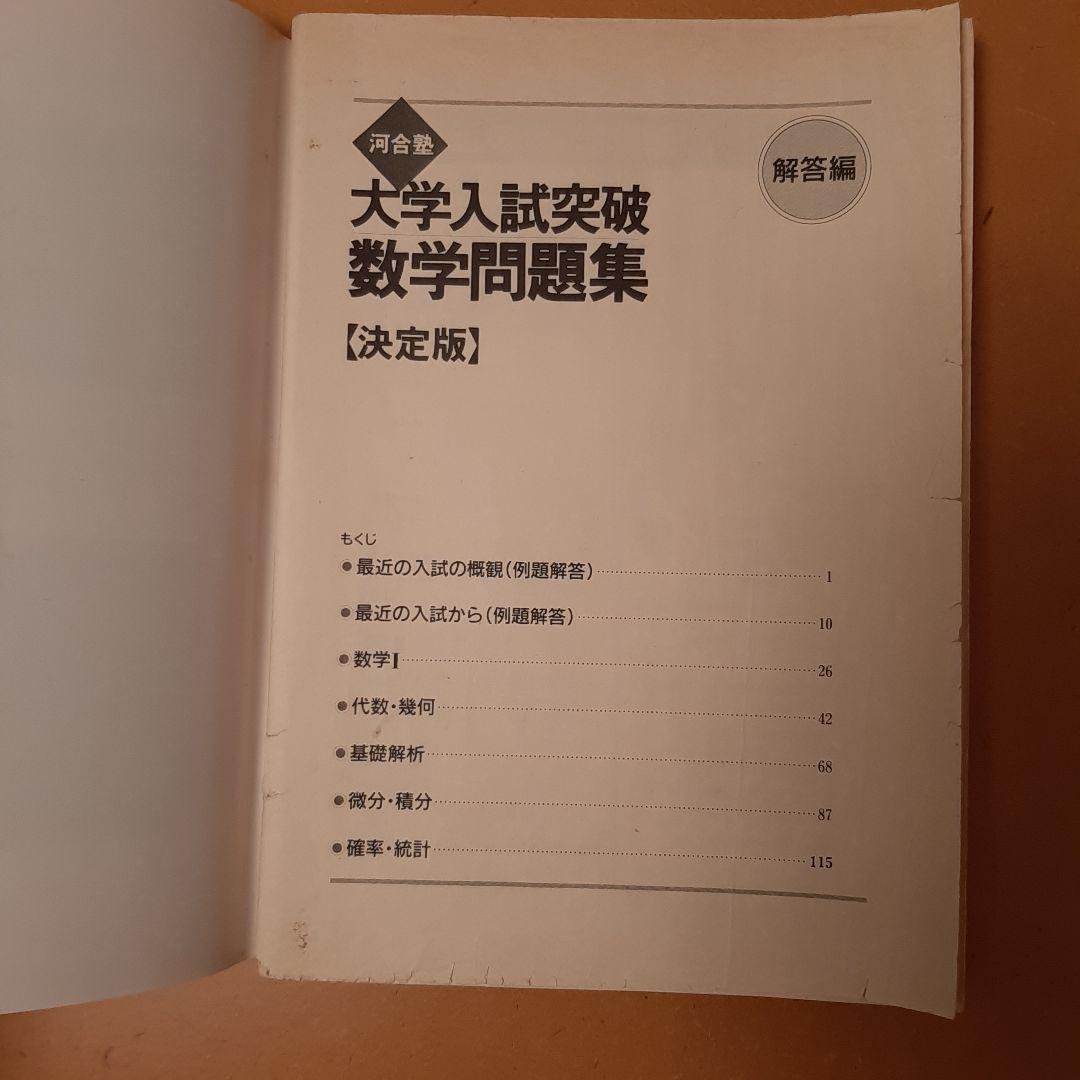 河合塾
解答編
大学入試突破
数学問題集
【決定版】
もくじ
●最近の入試の概観(例題解答)……………1
●最近の入試から(例題解答)……………10
●数学I……………26
●代数・幾何……………42
●基礎解析……………68
●微分・積分……………87
●確率・統計……………115